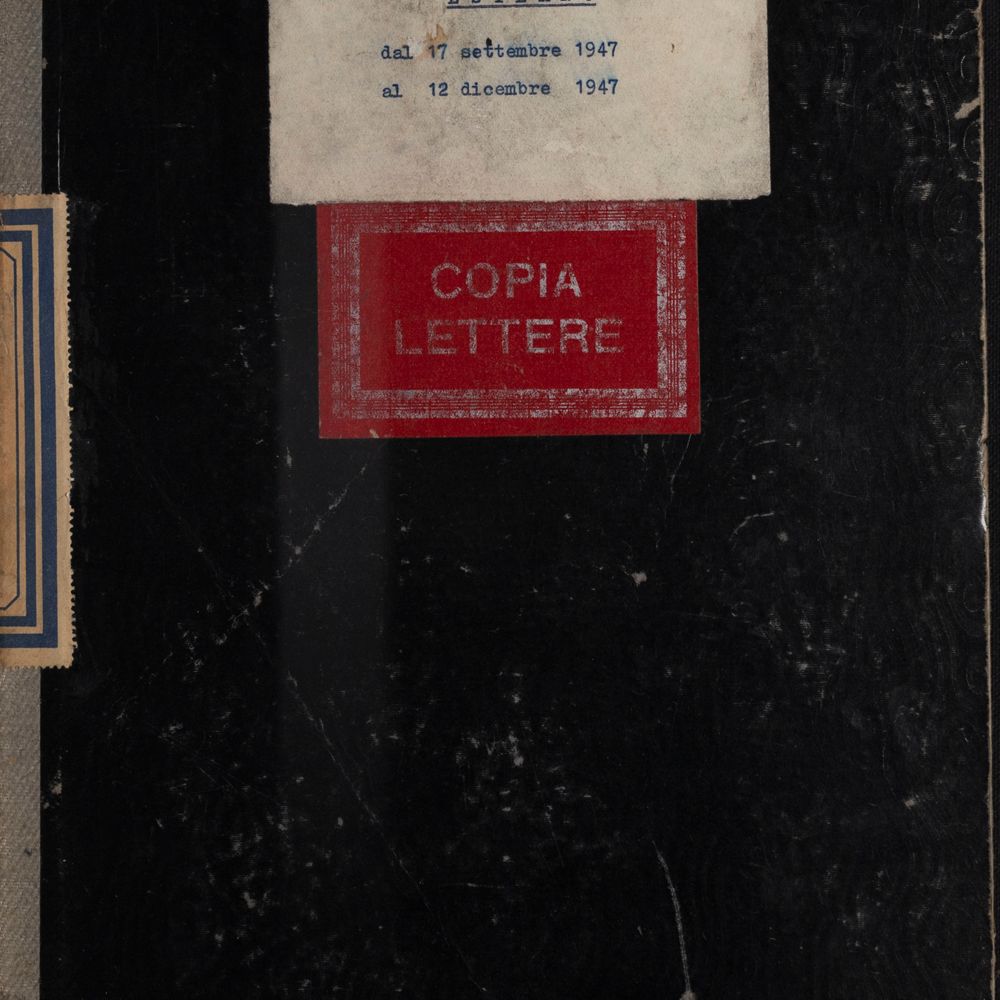 dal 17 settembre 1947
al 12 dicembre 1947
COPIA
LETTERE